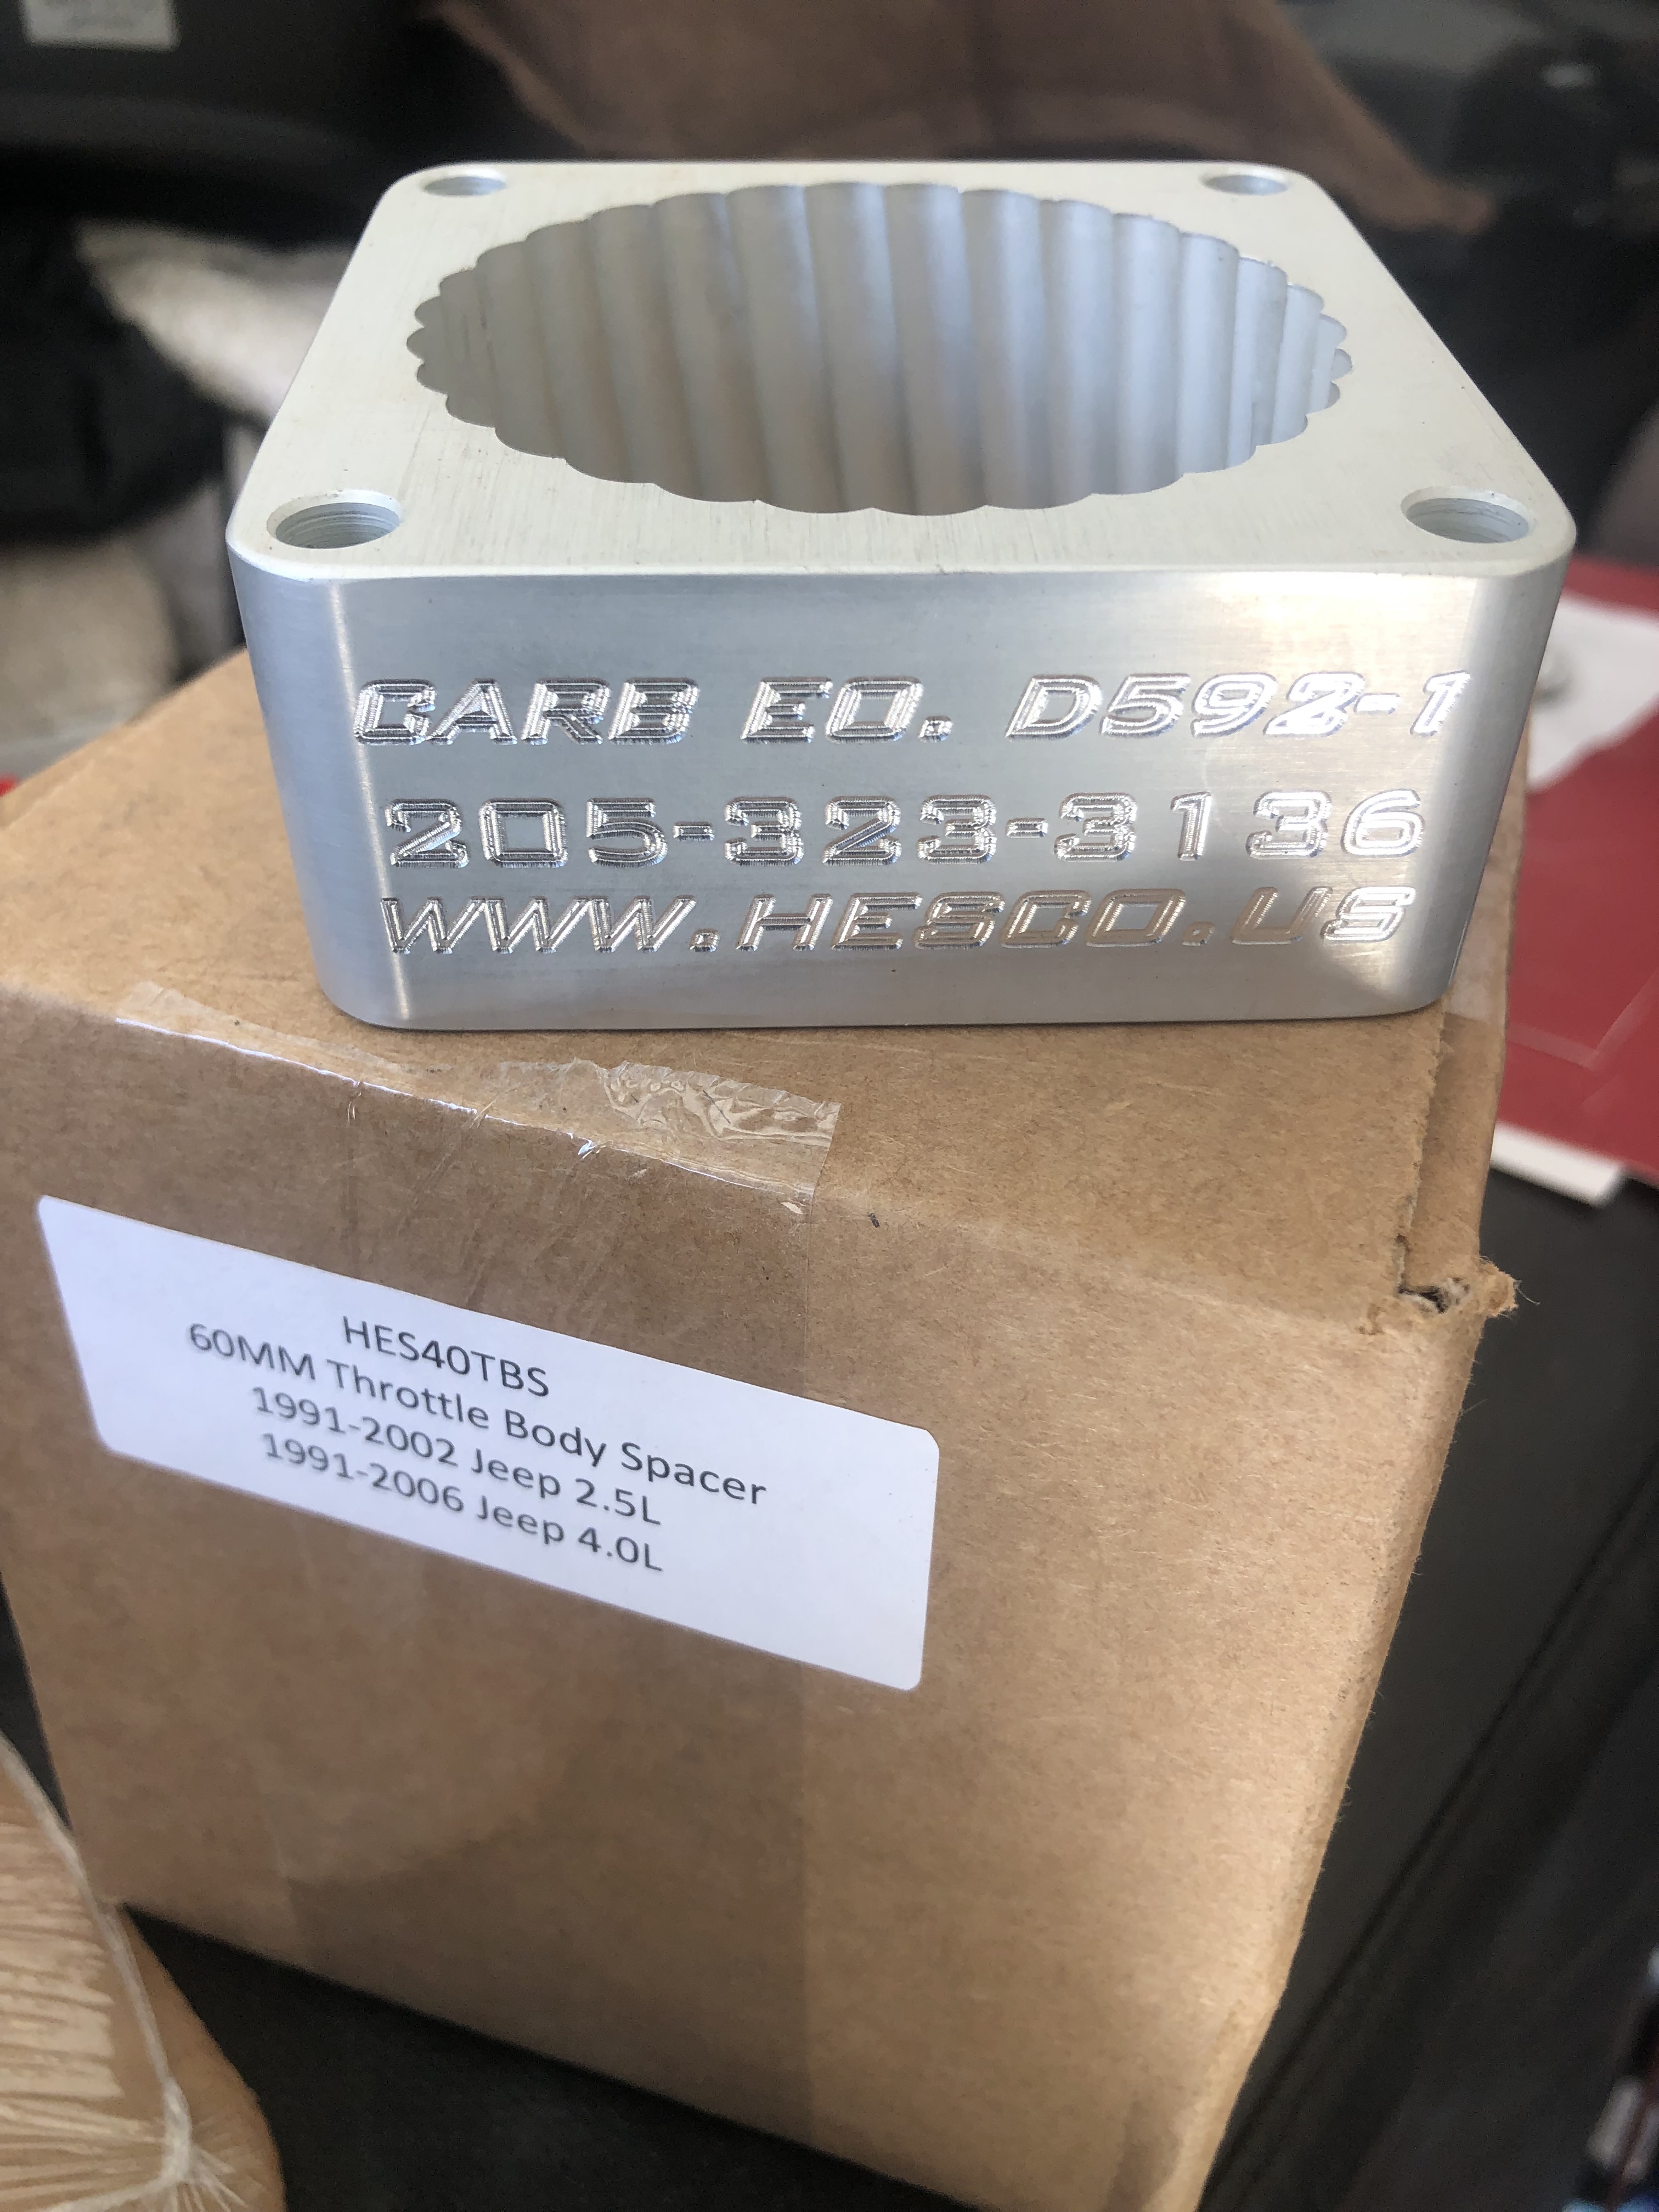 CARB EO. D592-1
205-323-3136
WWW.HESCO.US
HES40TBS
60MM Throttle Body Spacer
1991-2002 Jeep 2.5L
1991-2006 Jeep 4.0L